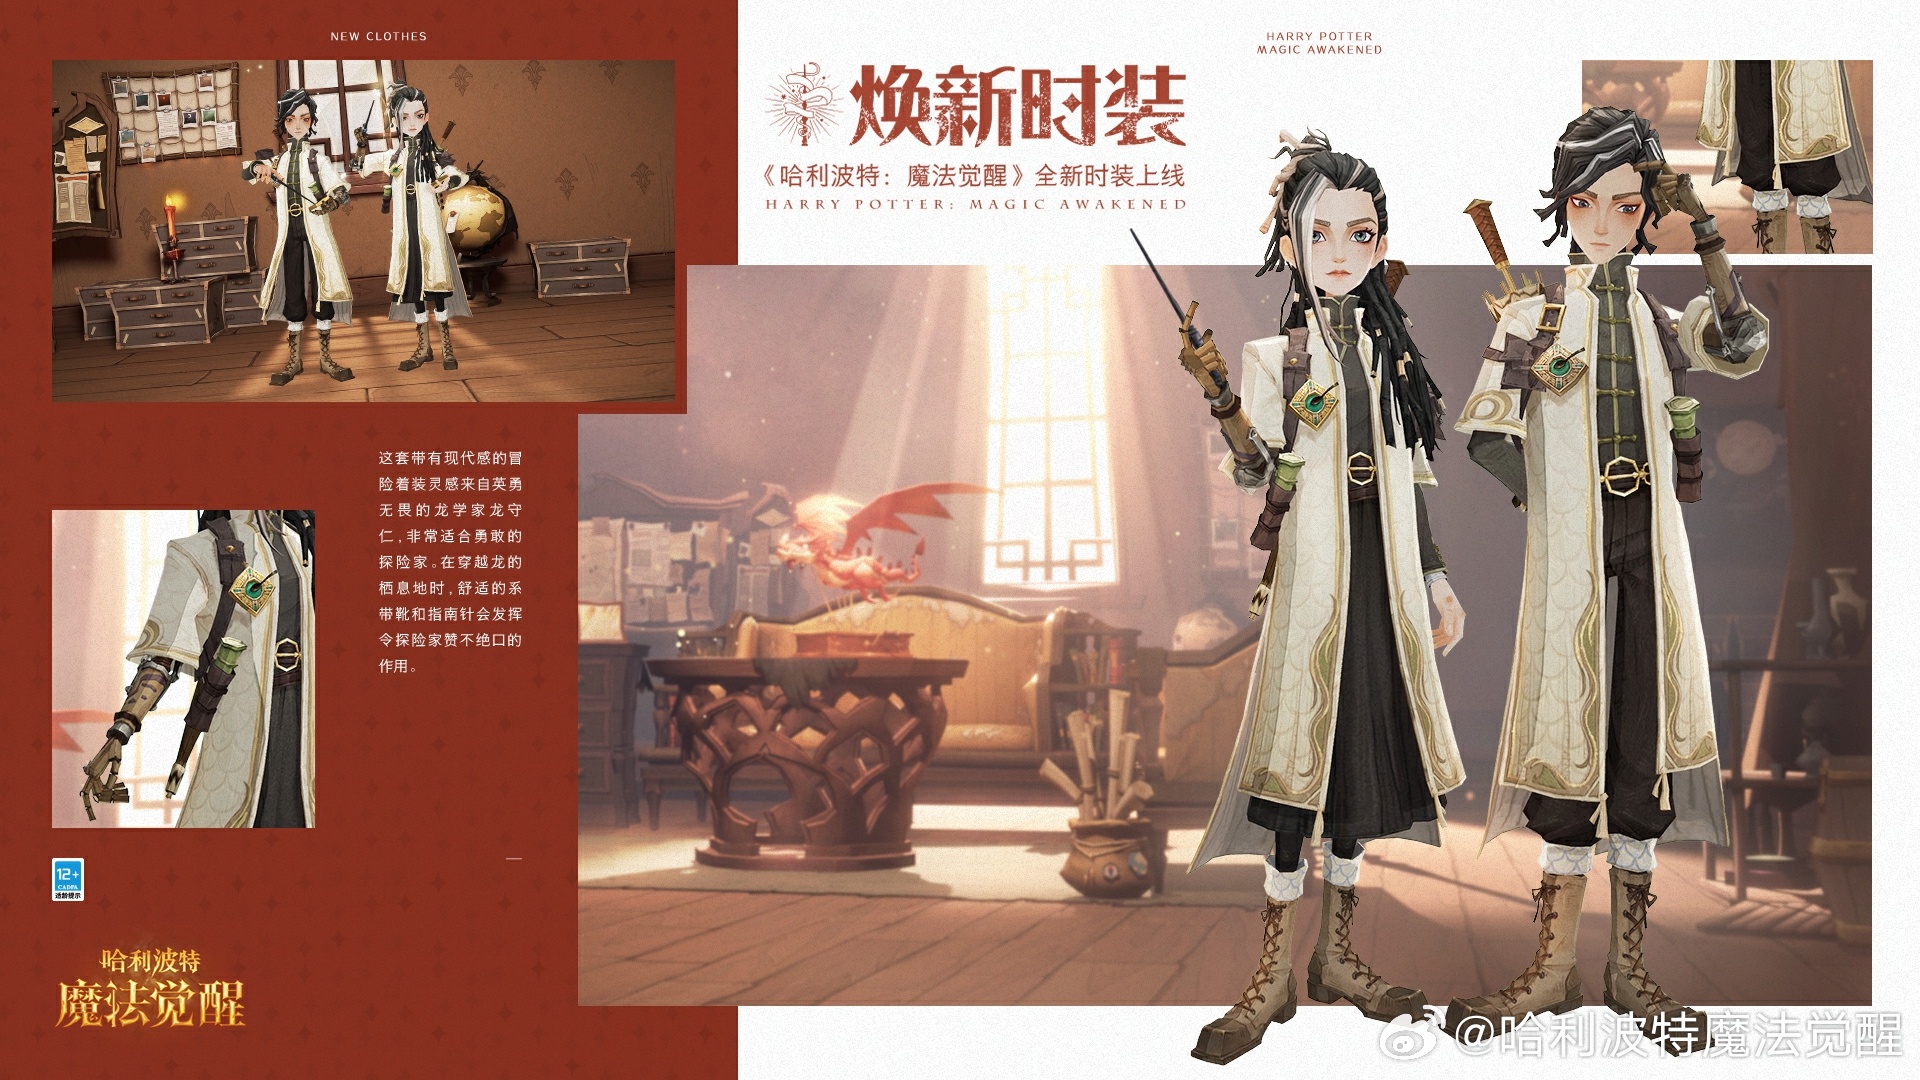 NEW CLOTHES
HARRY POTTER
MAGIC AWAKENED
焕新时装
《哈利波特：魔法觉醒》全新时装上线
HARRY POTTER: MAGIC AWAKENED
这套带有现代感的冒
险着装灵感来自英勇
无畏的龙学家龙守
仁，非常适合勇敢的
探险家。在穿越龙的
栖息地时，舒适的系
带靴和指南针会发挥
令探险家赞不绝口的
作用。
12+
CADPA
适龄提示
哈利波特
魔法觉醒
@哈利波特魔法觉醒